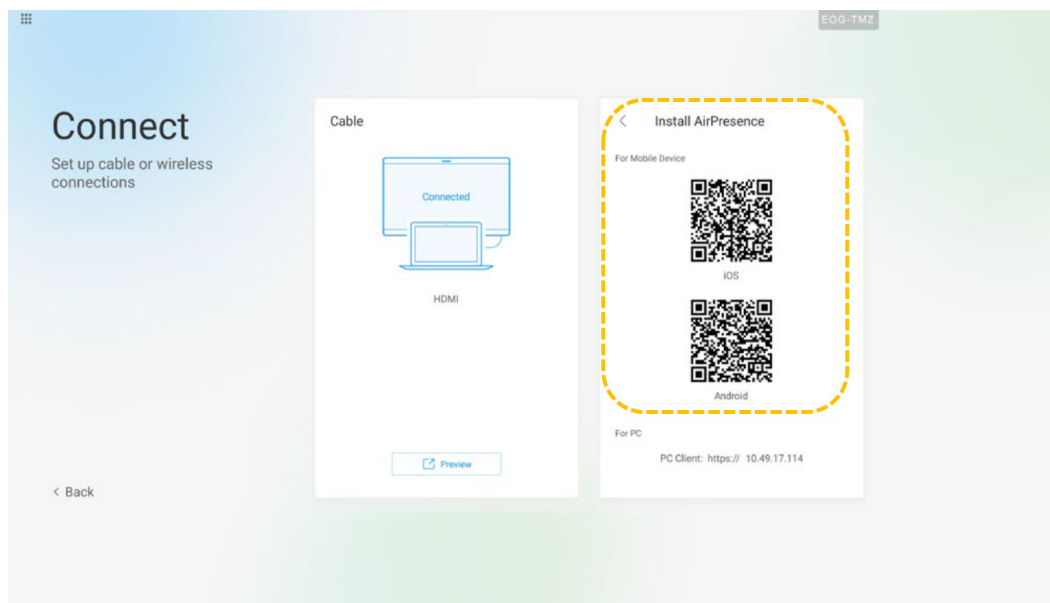 EOG-TMZ
Connect
Set up cable or wireless
connections
Cable
Connected
HDMI
Preview
Install AirPresence
For Mobile Device
iOS
Android
For PC
PC Client: https:// 10.49.17.114
Back